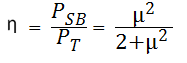 η = P_SB / P_T = μ² / 2+μ²